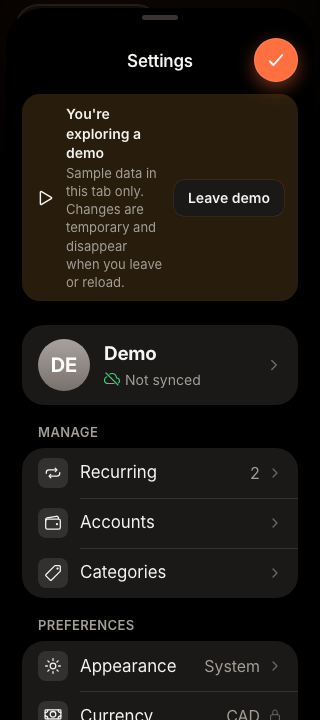 Settings
You're
exploring a
demo
Sample data in
this tab only.
Changes are
temporary and
disappear
when you leave
or reload.
Leave demo
DE
Demo
Not synced
MANAGE
Recurring 2
Accounts
Categories
PREFERENCES
Appearance System
Currency CAD